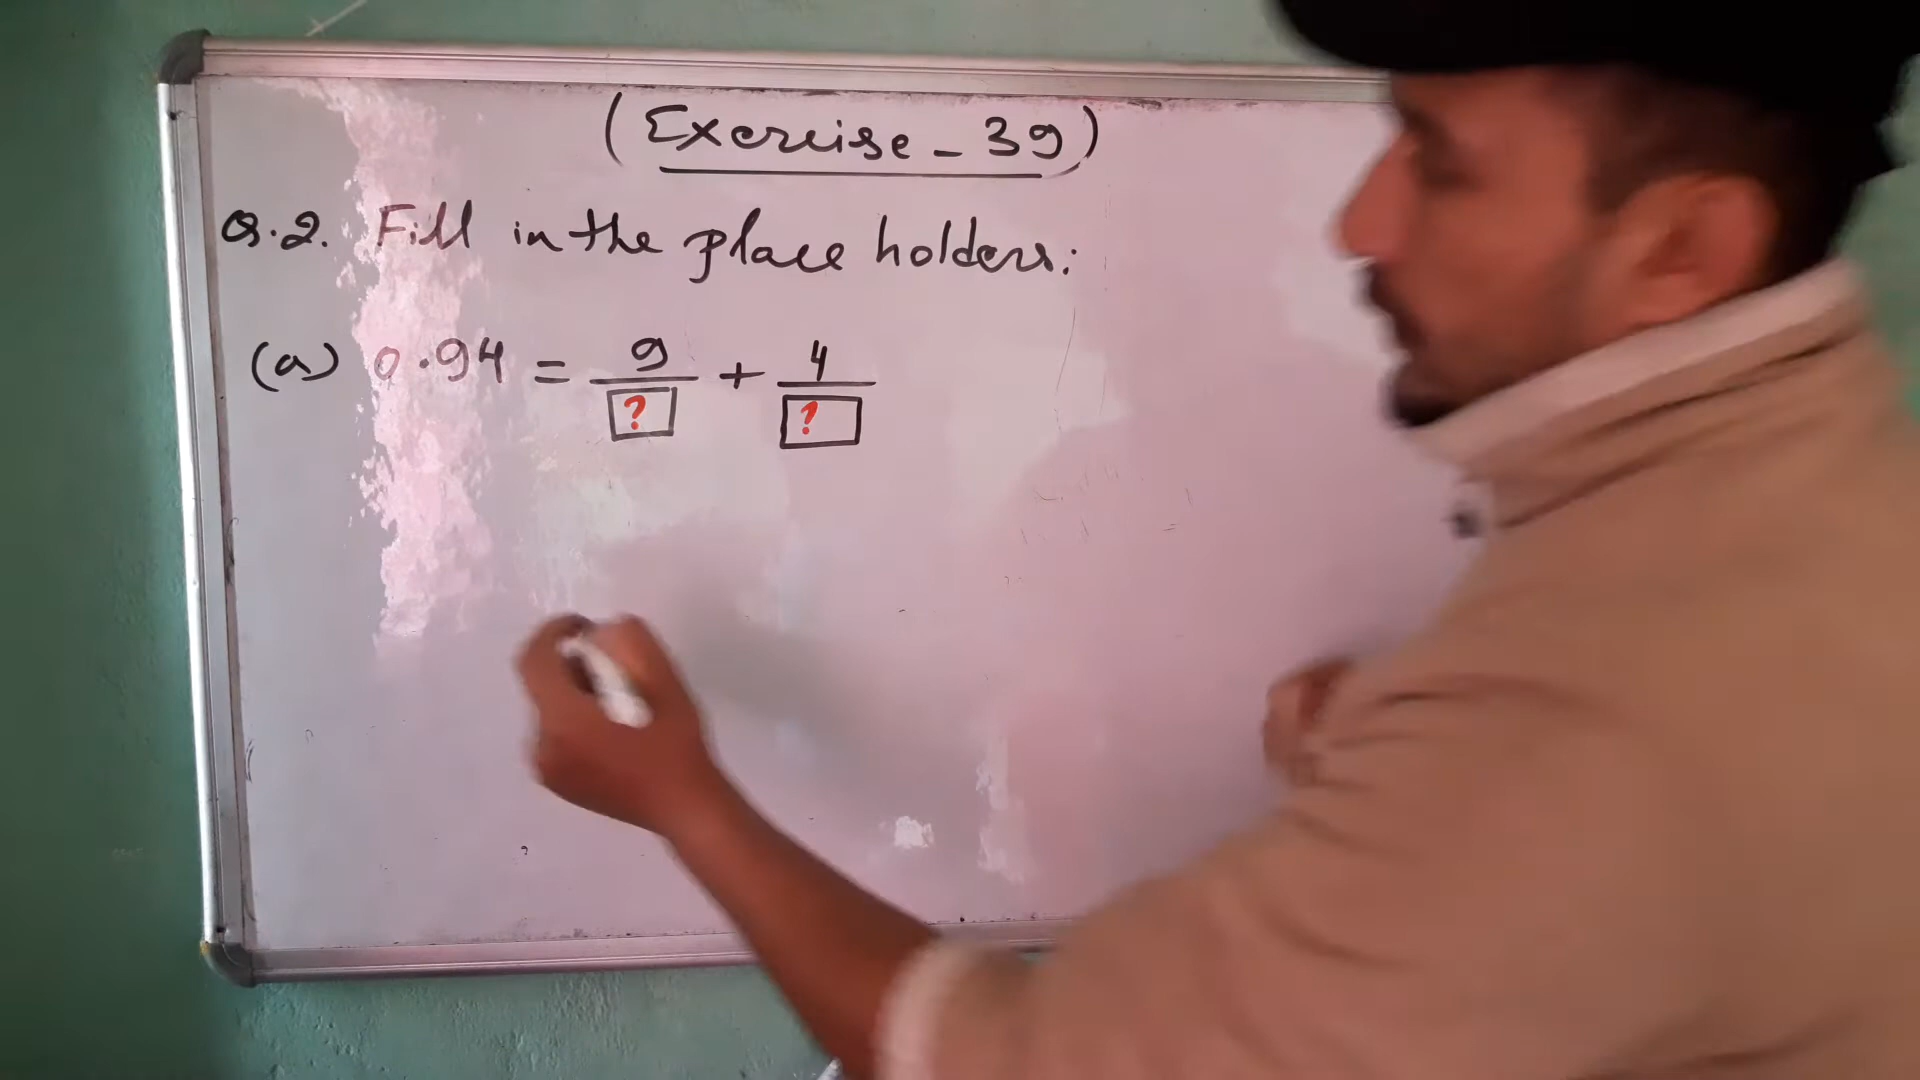 (Exercise - 39)
Q.2. Fill in the place holders:
(a) 0.94 = 9/? + 4/?